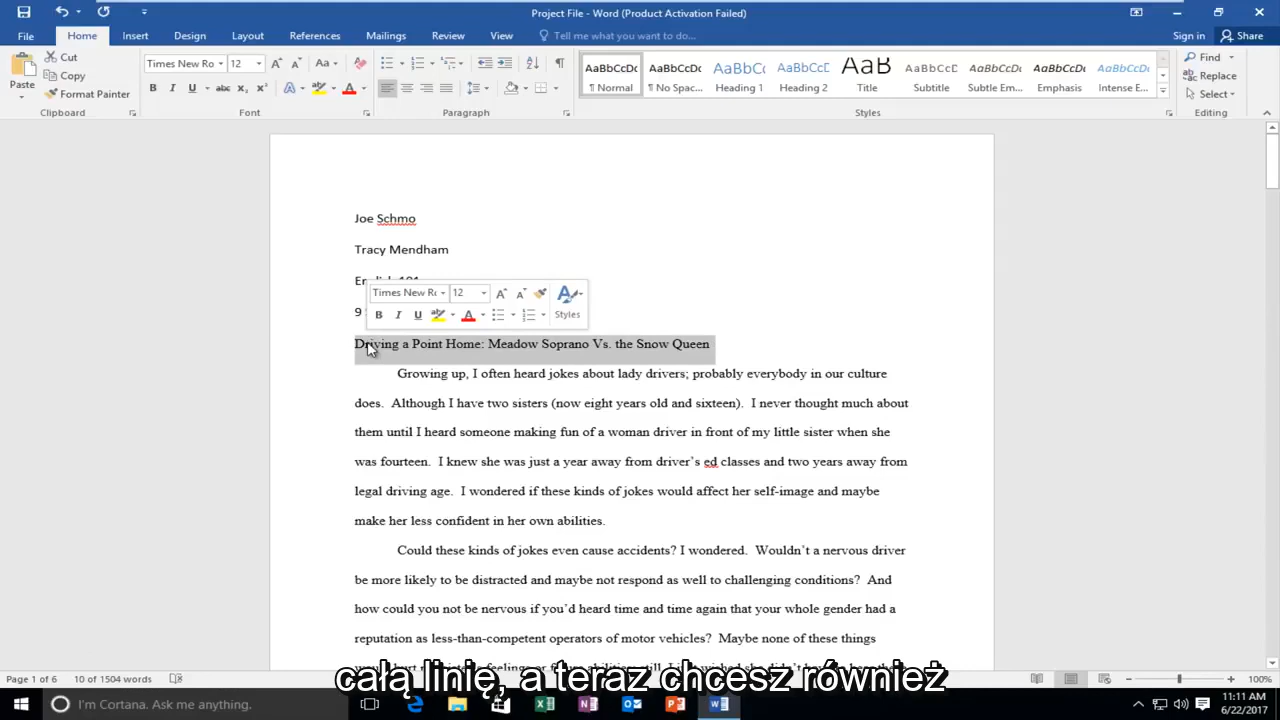 Project File - Word (Product Activation Failed)
File Home Insert Design Layout References Mailings Review View Tell me what you want to do... Sign in Share
Paste Cut Copy Format Painter
Times New Ro 12
AaBbCcDc AaBbCcDc AaBbCc AaBbCcE AaB AaBbCcD AaBbCcDc AaBbCcDc AaBbCcDc
¶ Normal ¶ No Spac... Heading 1 Heading 2 Title Subtitle Subtle Em... Emphasis Intense E...
Find Replace Select
Clipboard Font Paragraph Styles Editing
Joe Schmo
Tracy Mendham
English 101
9
Times New Ro 12
B I U Styles
Driving a Point Home: Meadow Soprano Vs. the Snow Queen
Growing up, I often heard jokes about lady drivers; probably everybody in our culture
does. Although I have two sisters (now eight years old and sixteen). I never thought much about
them until I heard someone making fun of a woman driver in front of my little sister when she
was fourteen. I knew she was just a year away from driver's ed classes and two years away from
legal driving age. I wondered if these kinds of jokes would affect her self-image and maybe
make her less confident in her own abilities.
Could these kinds of jokes even cause accidents? I wondered. Wouldn't a nervous driver
be more likely to be distracted and maybe not respond as well to challenging conditions? And
how could you not be nervous if you'd heard time and time again that your whole gender had a
reputation as less-than-competent operators of motor vehicles? Maybe none of these things
całą linię, a teraz chcesz również
Page 1 of 6 10 of 1504 words 100%
I'm Cortana. Ask me anything. 11:11 AM
6/22/2017